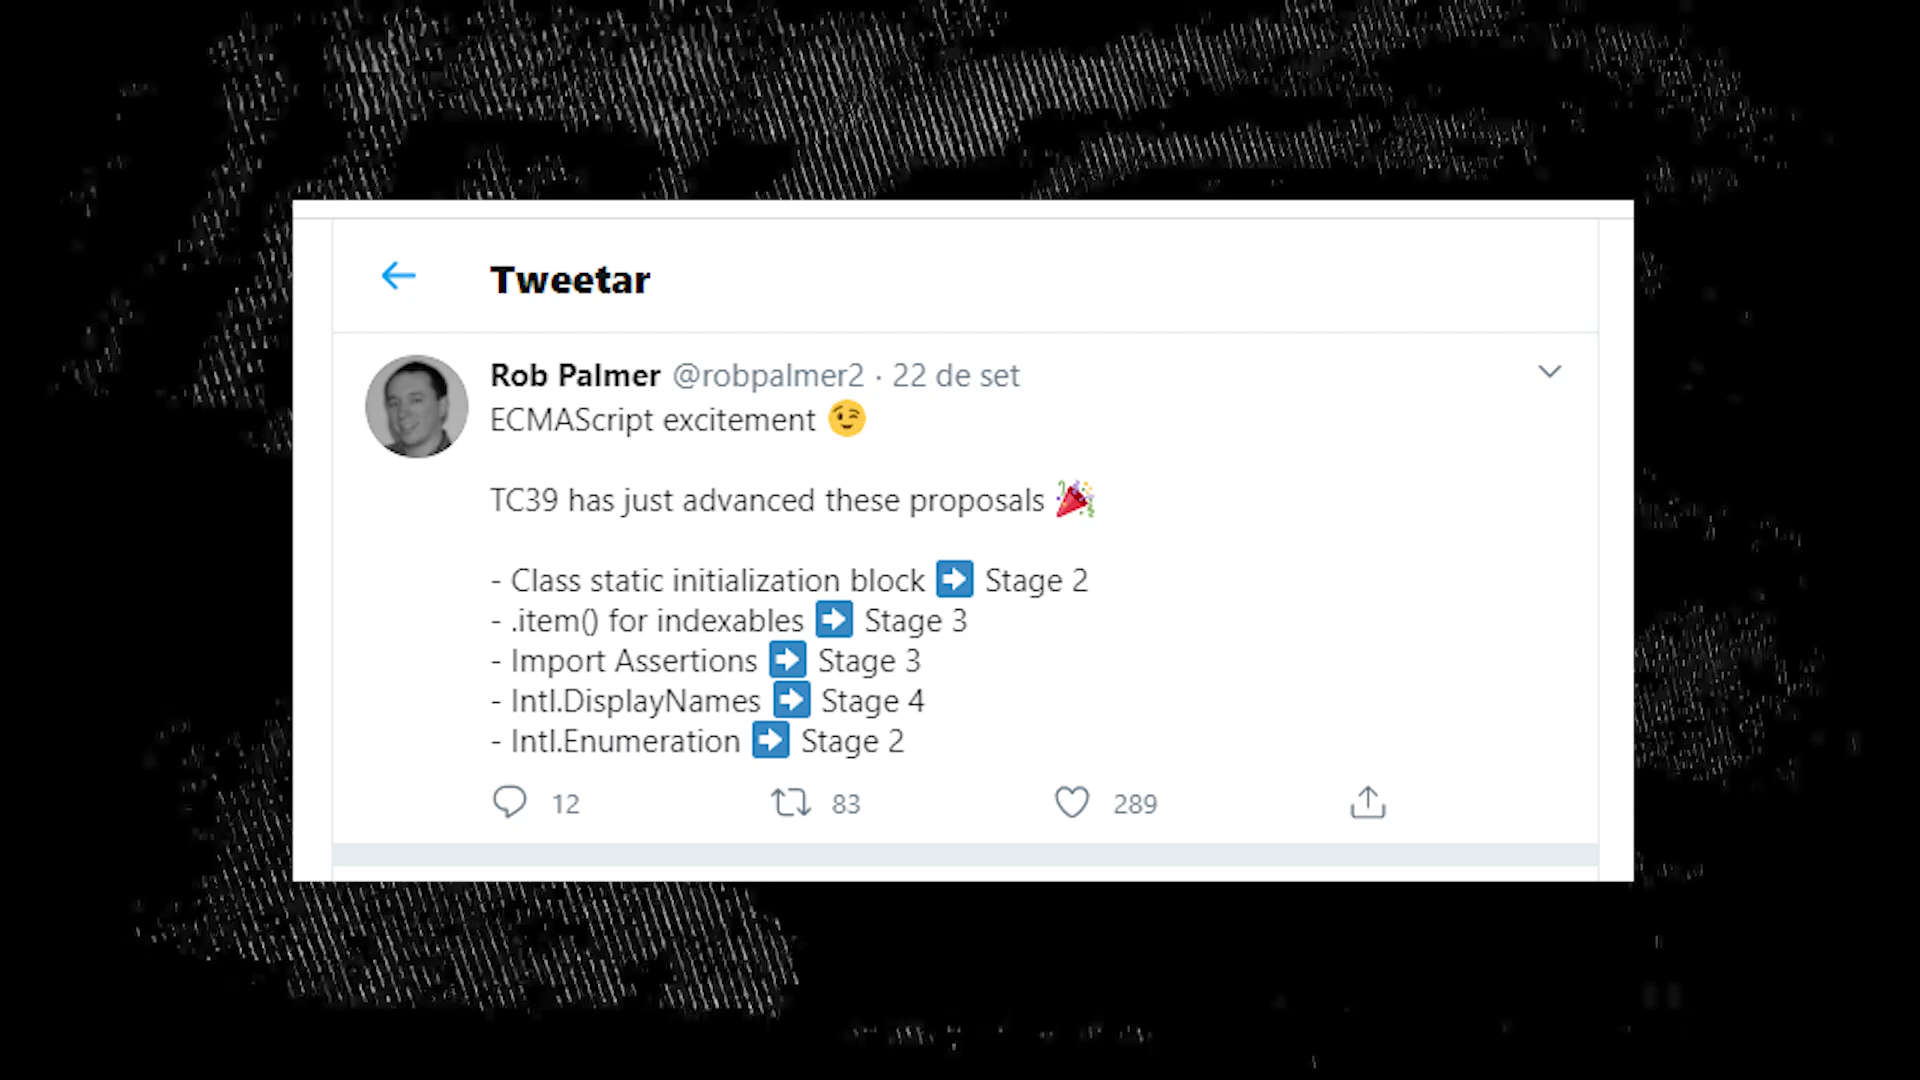 Tweetar
Rob Palmer @robpalmer2 · 22 de set
ECMAScript excitement 😉
TC39 has just advanced these proposals 🎉
- Class static initialization block ➡️ Stage 2
- .item() for indexables ➡️ Stage 3
- Import Assertions ➡️ Stage 3
- Intl.DisplayNames ➡️ Stage 4
- Intl.Enumeration ➡️ Stage 2
12 83 289